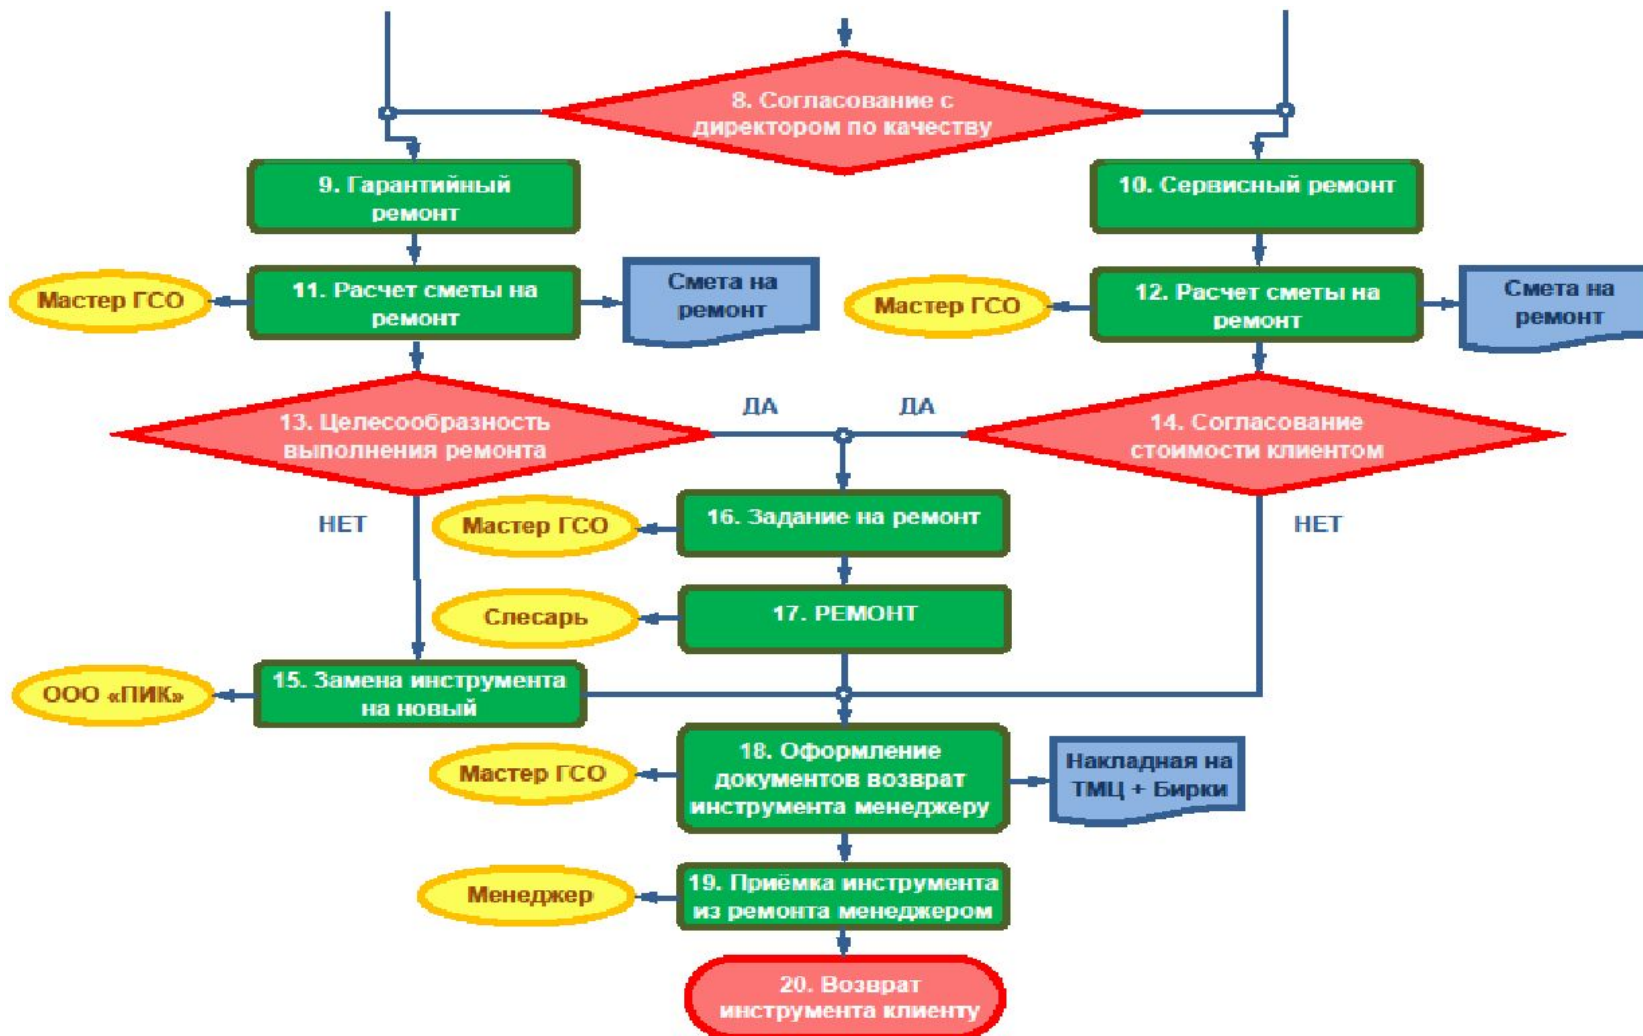 8. Согласование с
директором по качеству
9. Гарантийный
ремонт
10. Сервисный ремонт
Мастер ГСО
11. Расчет сметы на
ремонт
Смета на
ремонт
Мастер ГСО
12. Расчет сметы на
ремонт
Смета на
ремонт
13. Целесообразность
выполнения ремонта
ДА
ДА
14. Согласование
стоимости клиентом
НЕТ
Мастер ГСО
16. Задание на ремонт
НЕТ
Слесарь
17. РЕМОНТ
ООО «ПИК»
15. Замена инструмента
на новый
Мастер ГСО
18. Оформление
документов возврат
инструмента менеджеру
Накладная на
ТМЦ + Бирки
Менеджер
19. Приёмка инструмента
из ремонта менеджером
20. Возврат
инструмента клиенту